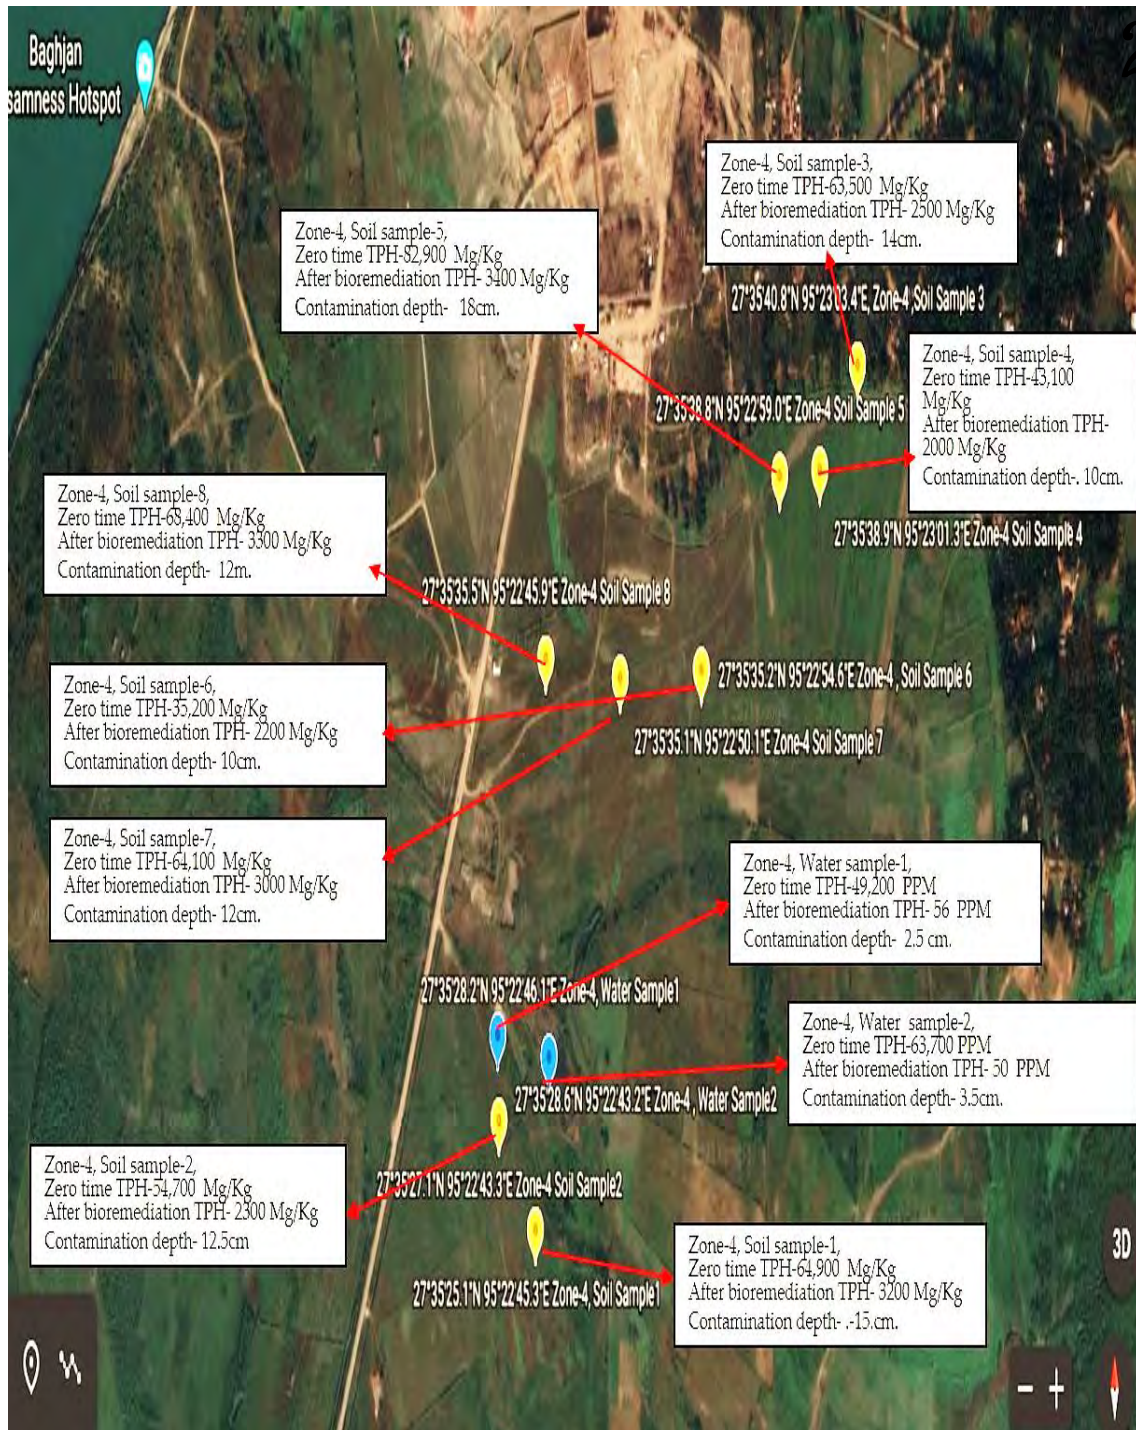 Baghjan
samness Hotspot
Zone-4, Soil sample-3,
Zero time TPH-63,500 Mg/Kg
After bioremediation TPH- 2500 Mg/Kg
Contamination depth- 14cm.
Zone-4, Soil sample-5,
Zero time TPH-82,900 Mg/Kg
After bioremediation TPH- 3400 Mg/Kg
Contamination depth- 18cm.
27°35'40.8"N 95°23'03.4"E, Zone-4 ,Soil Sample 3
Zone-4, Soil sample-4,
Zero time TPH-43,100
Mg/Kg
After bioremediation TPH-
2000 Mg/Kg
Contamination depth-. 10cm.
27°35'38.8"N 95°22'59.0"E Zone-4 Soil Sample 5
27°35'38.9"N 95°23'01.3"E Zone-4 Soil Sample 4
Zone-4, Soil sample-8,
Zero time TPH-68,400 Mg/Kg
After bioremediation TPH- 3300 Mg/Kg
Contamination depth- 12m.
27°35'35.5"N 95°22'45.9"E Zone-4 Soil Sample 8
Zone-4, Soil sample-6,
Zero time TPH-35,200 Mg/Kg
After bioremediation TPH- 2200 Mg/Kg
Contamination depth- 10cm.
27°35'35.2"N 95°22'54.6"E Zone-4 , Soil Sample 6
27°35'35.1"N 95°22'50.1"E Zone-4 Soil Sample 7
Zone-4, Soil sample-7,
Zero time TPH-64,100 Mg/Kg
After bioremediation TPH- 3000 Mg/Kg
Contamination depth- 12cm.
Zone-4, Water sample-1,
Zero time TPH-49,200 PPM
After bioremediation TPH- 56 PPM
Contamination depth- 2.5 cm.
27°35'28.2"N 95°22'46.1"E Zone-4, Water Sample1
Zone-4, Water sample-2,
Zero time TPH-63,700 PPM
After bioremediation TPH- 50 PPM
Contamination depth- 3.5cm.
27°35'28.6"N 95°22'43.2"E Zone-4 , Water Sample2
Zone-4, Soil sample-2,
Zero time TPH-54,700 Mg/Kg
After bioremediation TPH- 2300 Mg/Kg
Contamination depth- 12.5cm
27°35'27.1"N 95°22'43.3"E Zone-4 Soil Sample2
Zone-4, Soil sample-1,
Zero time TPH-64,900 Mg/Kg
After bioremediation TPH- 3200 Mg/Kg
Contamination depth- .-15.cm.
27°35'25.1"N 95°22'45.3"E Zone-4, Soil Sample1
3D